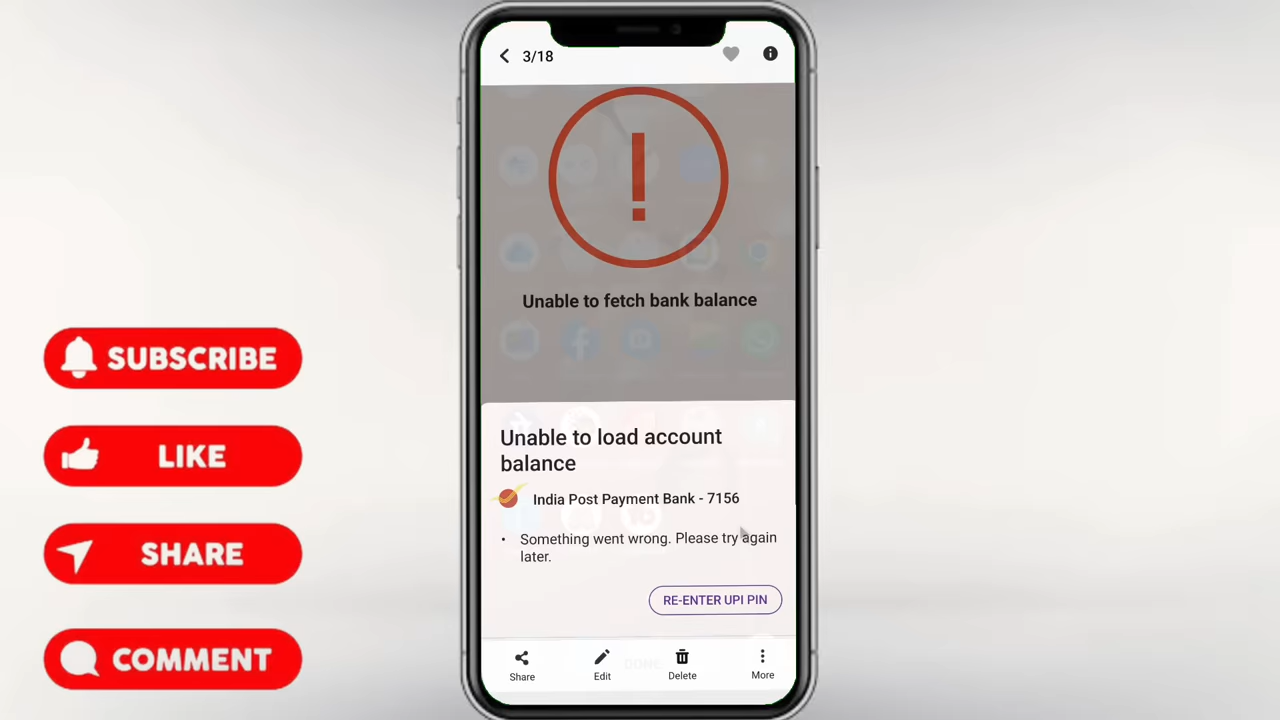 3/18
Unable to fetch bank balance
Unable to load account
balance
India Post Payment Bank - 7156
• Something went wrong. Please try again
later.
RE-ENTER UPI PIN
DONE
Share
Edit
Delete
More
SUBSCRIBE
LIKE
SHARE
COMMENT